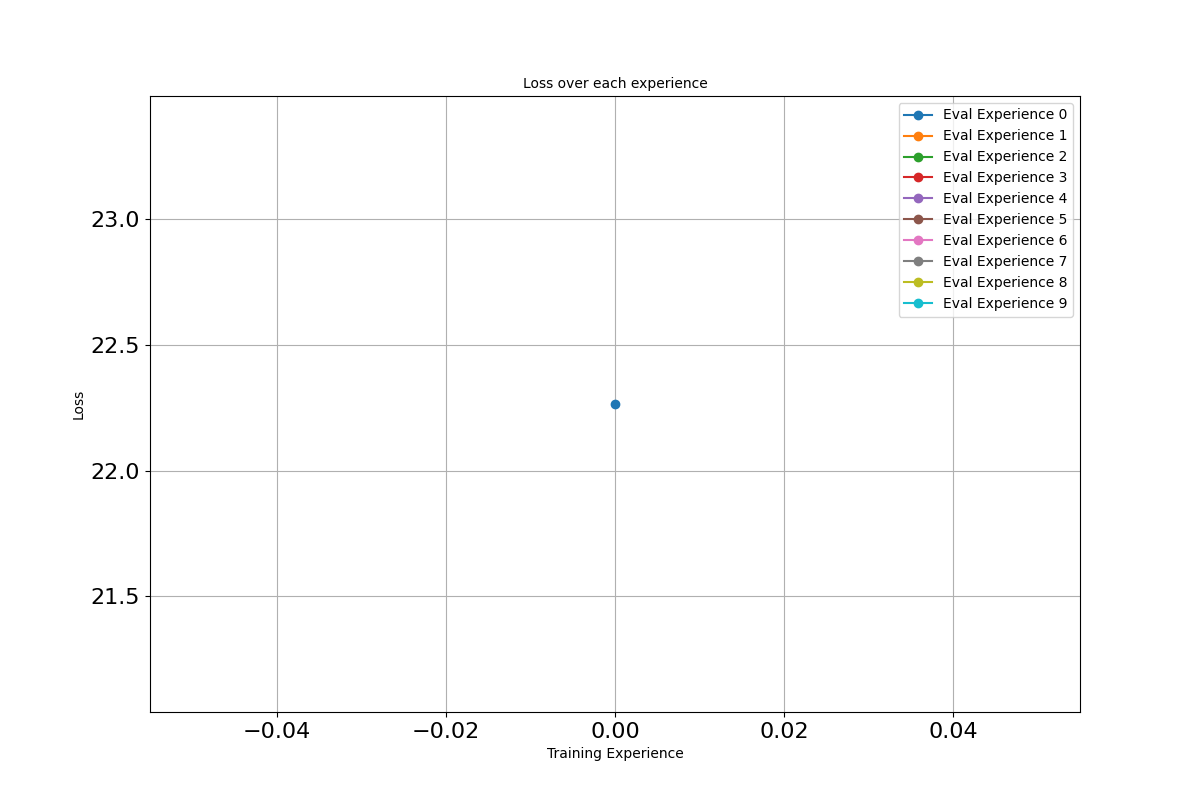 Loss over each experience
Eval Experience 0
Eval Experience 1
Eval Experience 2
Eval Experience 3
Eval Experience 4
Eval Experience 5
Eval Experience 6
Eval Experience 7
Eval Experience 8
Eval Experience 9
23.0
22.5
22.0
21.5
Loss
−0.04 −0.02 0.00 0.02 0.04
Training Experience